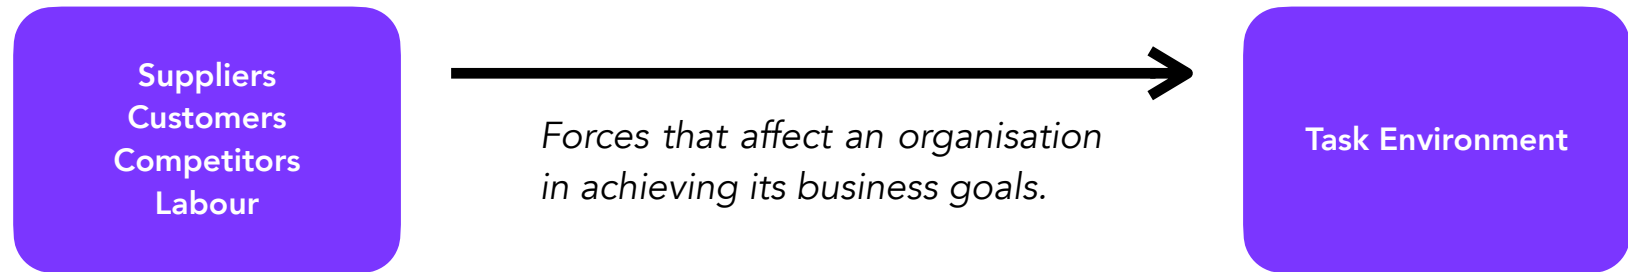 Suppliers
Customers
Competitors
Labour
Forces that affect an organisation
in achieving its business goals.
Task Environment